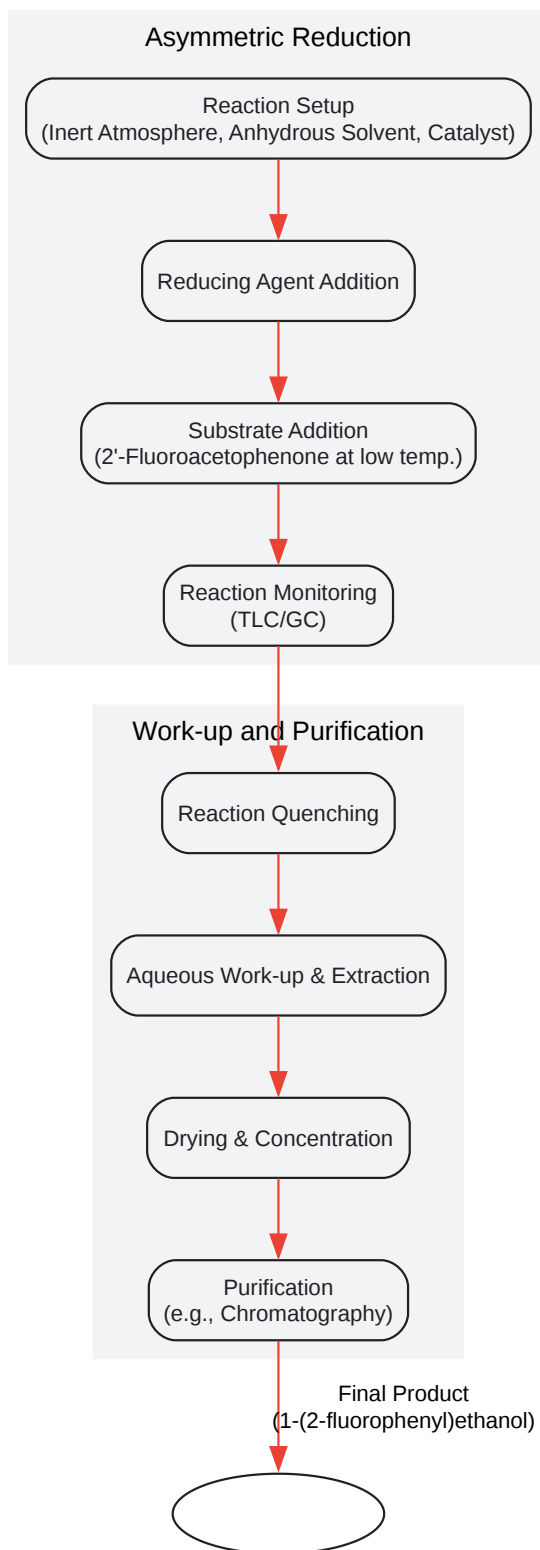 Asymmetric Reduction
Reaction Setup
(Inert Atmosphere, Anhydrous Solvent, Catalyst)
Reducing Agent Addition
Substrate Addition
(2'-Fluoroacetophenone at low temp.)
Reaction Monitoring
(TLC/GC)
Work-up and Purification
Reaction Quenching
Aqueous Work-up & Extraction
Drying & Concentration
Purification
(e.g., Chromatography)
Final Product
(1-(2-fluorophenyl)ethanol)